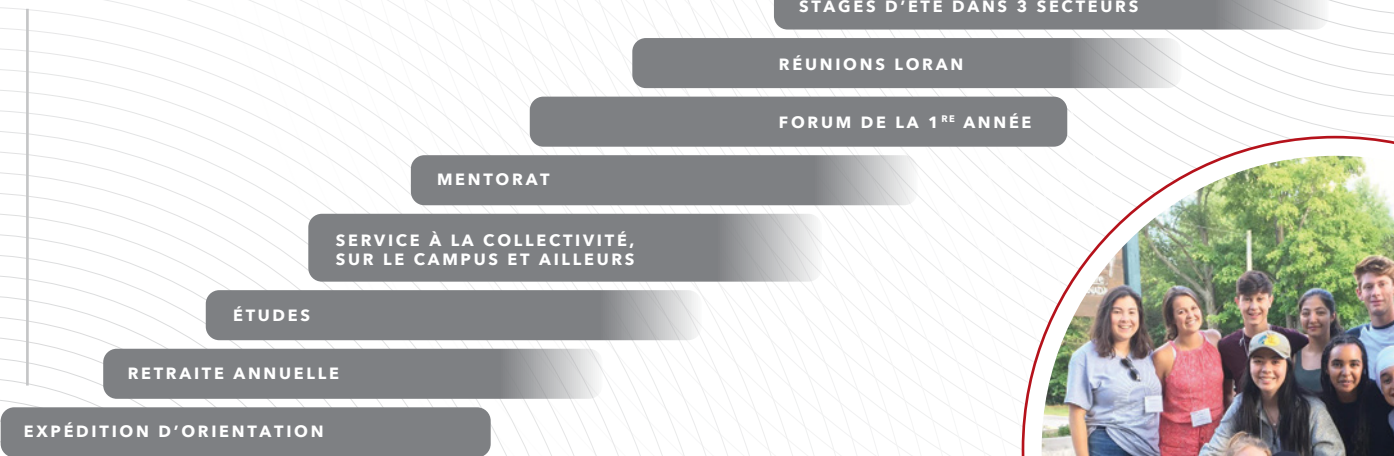 STAGES D'ÉTÉ DANS 3 SECTEURS
RÉUNIONS LORAN
FORUM DE LA 1RE ANNÉE
MENTORAT
SERVICE À LA COLLECTIVITÉ,
SUR LE CAMPUS ET AILLEURS
ÉTUDES
RETRAITE ANNUELLE
EXPÉDITION D'ORIENTATION